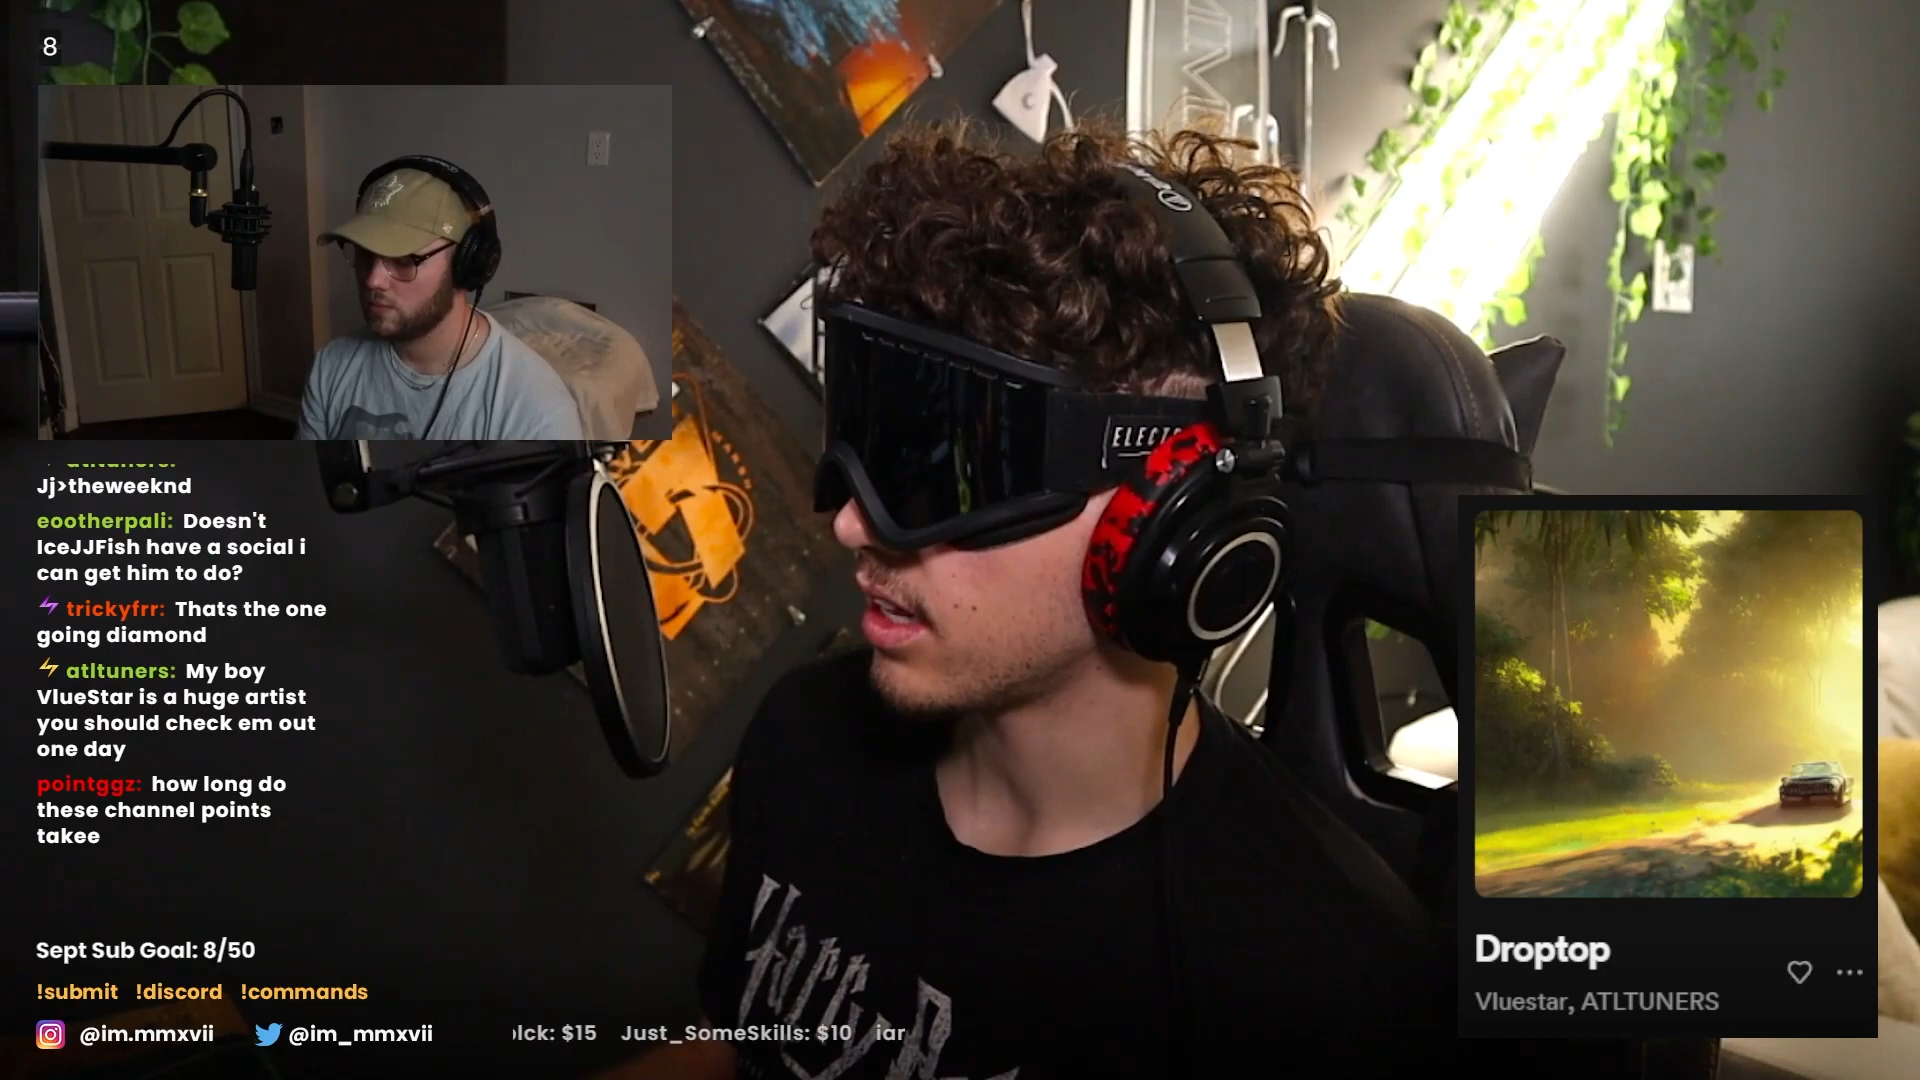 8
Jj>theweeknd
eootherpali: Doesn't
IceJJFish have a social i
can get him to do?
trickyfrr: Thats the one
going diamond
atltuners: My boy
VlueStar is a huge artist
you should check em out
one day
pointggz: how long do
these channel points
takee
Sept Sub Goal: 8/50
!submit !discord !commands
@im.mmxvii @im_mmxvii
$15 Just_SomeSkills: $10
Droptop
Vluestar, ATLTUNERS